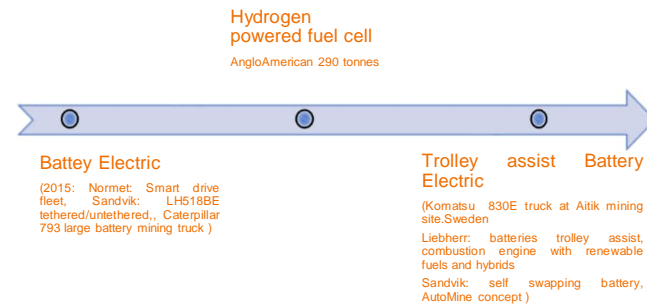 Hydrogen
powered fuel cell
AngloAmerican 290 tonnes
Battey Electric
(2015: Normet: Smart drive
fleet, Sandvik: LH518BE
tethered/untethered,, Caterpillar
793 large battery mining truck )
Trolley assist Battery
Electric
(Komatsu 830E truck at Aitik mining
site.Sweden
Liebherr: batteries trolley assist,
combustion engine with renewable
fuels and hybrids
Sandvik: self swapping battery,
AutoMine concept )